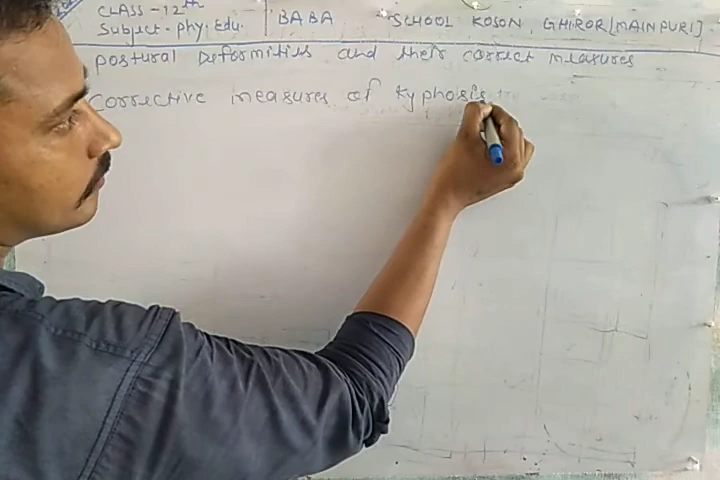 CLASS - 12th
Subject - phy. Edu.
BABA SCHOOL KOSON, GHIROR [MAINPURI]
postural Deformities and their correct measures
Corrective measures of Kyphosis